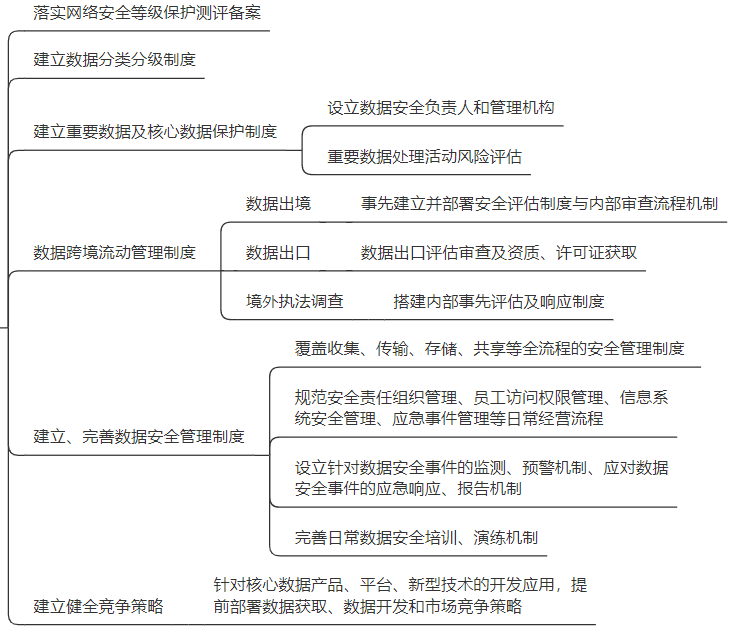 落实网络安全等级保护测评备案
建立数据分类分级制度
建立重要数据及核心数据保护制度
设立数据安全负责人和管理机构
重要数据处理活动风险评估
数据跨境流动管理制度
数据出境
事先建立并部署安全评估制度与内部审查流程机制
数据出口
数据出口评估审查及资质、许可证获取
境外执法调查
搭建内部事先评估及响应制度
建立、完善数据安全管理制度
覆盖收集、传输、存储、共享等全流程的安全管理制度
规范安全责任组织管理、员工访问权限管理、信息系
统安全管理、应急事件管理等日常经营流程
设立针对数据安全事件的监测、预警机制、应对数据
安全事件的应急响应、报告机制
完善日常数据安全培训、演练机制
建立健全竞争策略
针对核心数据产品、平台、新型技术的开发应用，提
前部署数据获取、数据开发和市场竞争策略